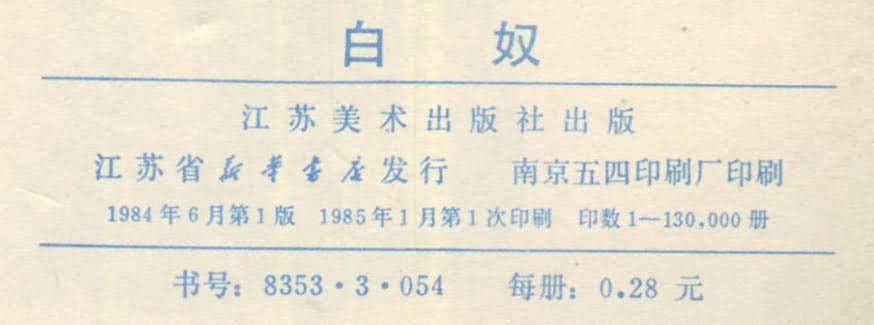 白 奴
江苏美术出版社出版
江苏省新华书店发行 南京五四印刷厂印刷
1984年6月第1版 1985年1月第1次印刷 印数1—130,000册
书号：8353·3·054 每册：0.28 元